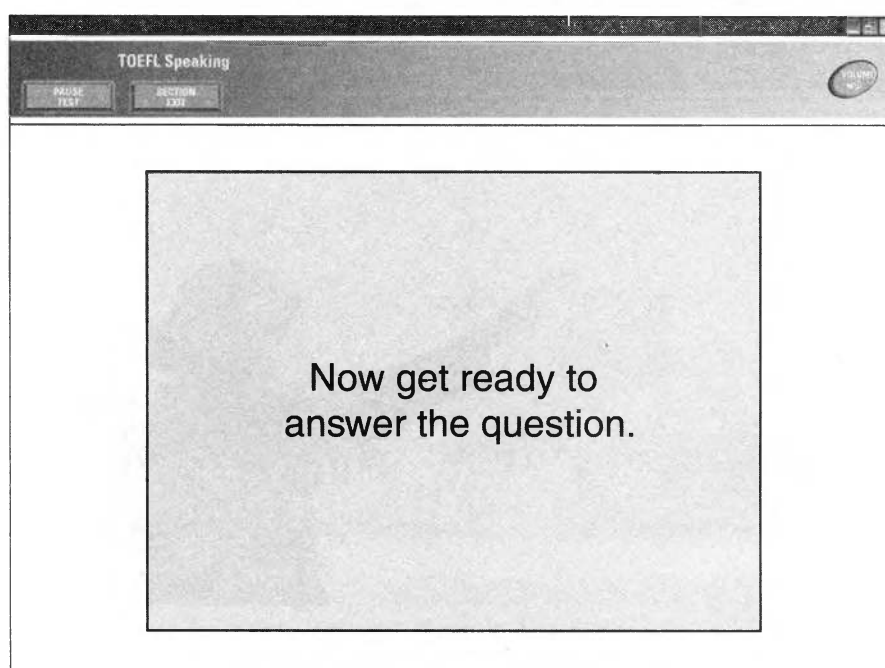 TOEFL Speaking
PAUSE
TEST
SECTION
EXIT
VOLUME
Now get ready to
answer the question.